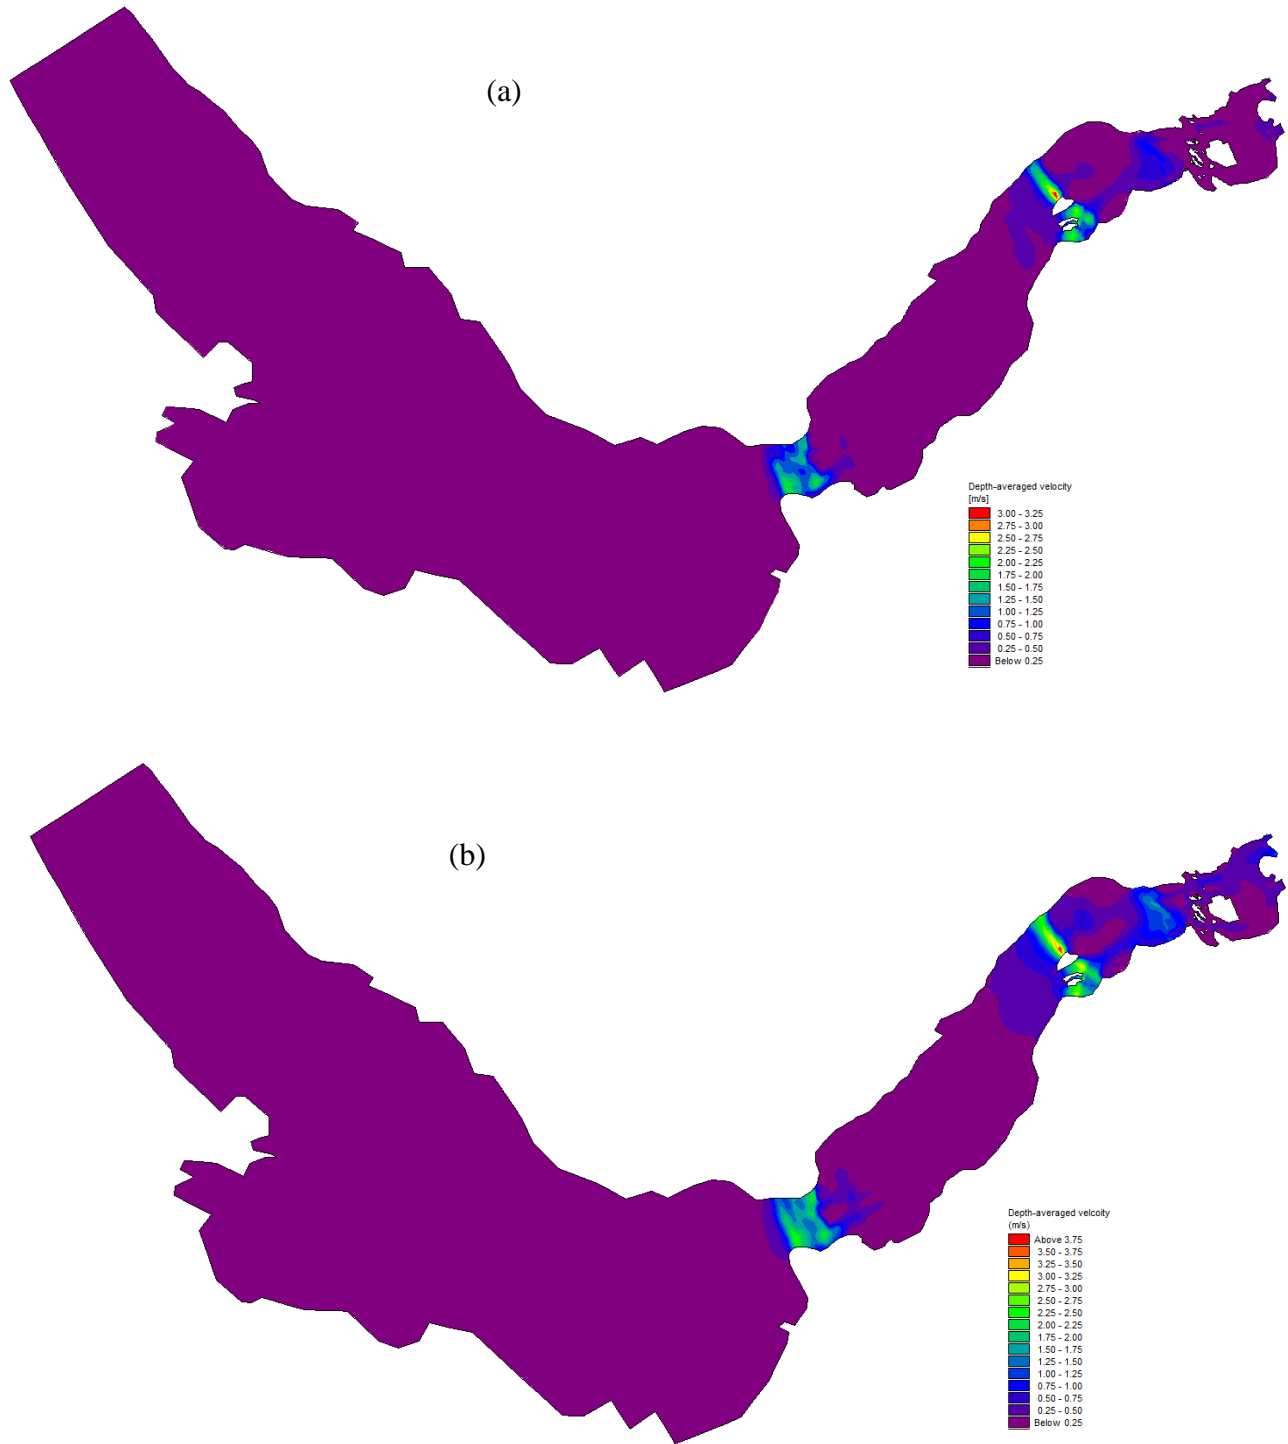 (a)
Depth-averaged velocity
[m/s]
3.00 - 3.25
2.75 - 3.00
2.50 - 2.75
2.25 - 2.50
2.00 - 2.25
1.75 - 2.00
1.50 - 1.75
1.25 - 1.50
1.00 - 1.25
0.75 - 1.00
0.50 - 0.75
0.25 - 0.50
Below 0.25
(b)
Depth-averaged velcoity
(m/s)
Above 3.75
3.50 - 3.75
3.25 - 3.50
3.00 - 3.25
2.75 - 3.00
2.50 - 2.75
2.25 - 2.50
2.00 - 2.25
1.75 - 2.00
1.50 - 1.75
1.25 - 1.50
1.00 - 1.25
0.75 - 1.00
0.50 - 0.75
0.25 - 0.50
Below 0.25